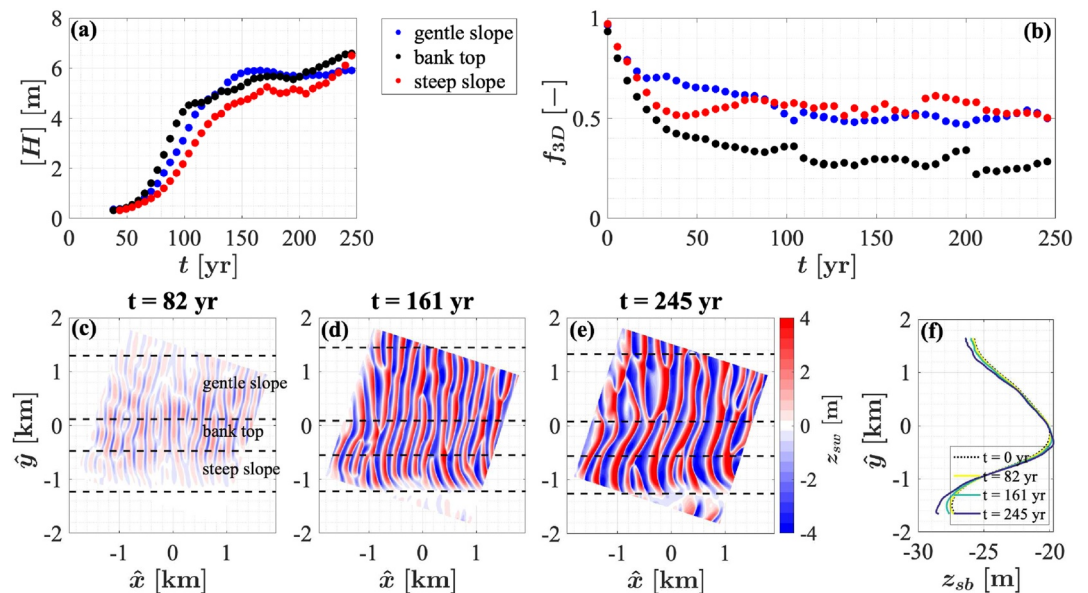 (a)
[H] [m]
8
6
4
2
0
0 50 100 150 200 250
t [yr]
gentle slope
bank top
steep slope
(b)
f3D [—]
1
0.5
0
0 50 100 150 200 250
t [yr]
t = 82 yr
t = 161 yr
t = 245 yr
(c)
(d)
(e)
(f)
ŷ [km]
2
1
0
-1
-2
gentle slope
bank top
steep slope
-1 0 1
x̂ [km]
2
1
0
-1
-2
-1 0 1
x̂ [km]
2
1
0
-1
-2
-1 0 1
x̂ [km]
4
2
0
-2
-4
zsw [m]
ŷ [km]
2
1
0
-1
-2
t = 0 yr
t = 82 yr
t = 161 yr
t = 245 yr
-30 -25 -20
zsb [m]